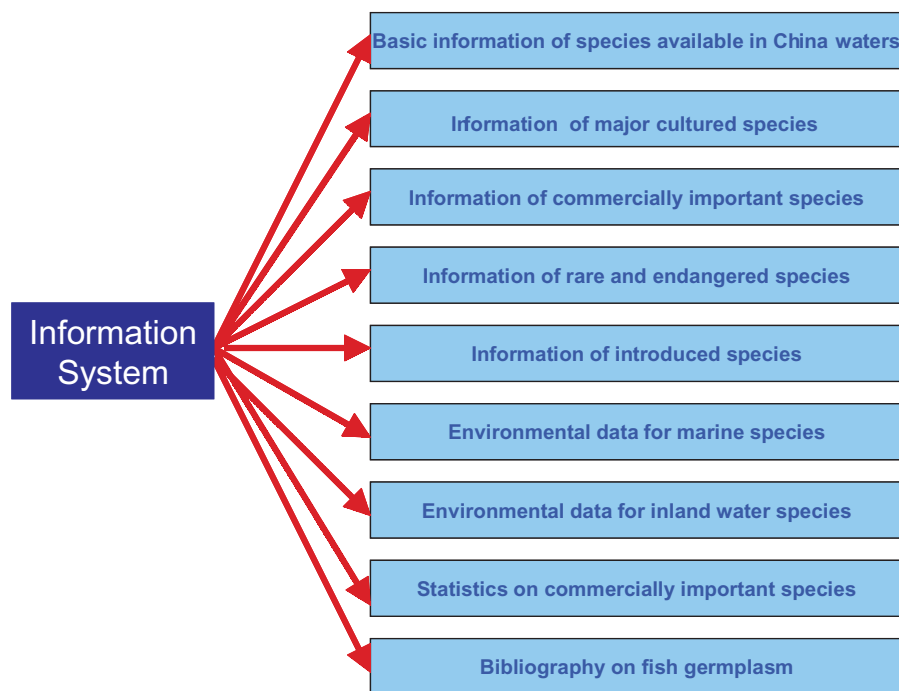 Basic information of species available in China waters
Information of major cultured species
Information of commercially important species
Information of rare and endangered species
Information
System
Information of introduced species
Environmental data for marine species
Environmental data for inland water species
Statistics on commercially important species
Bibliography on fish germplasm